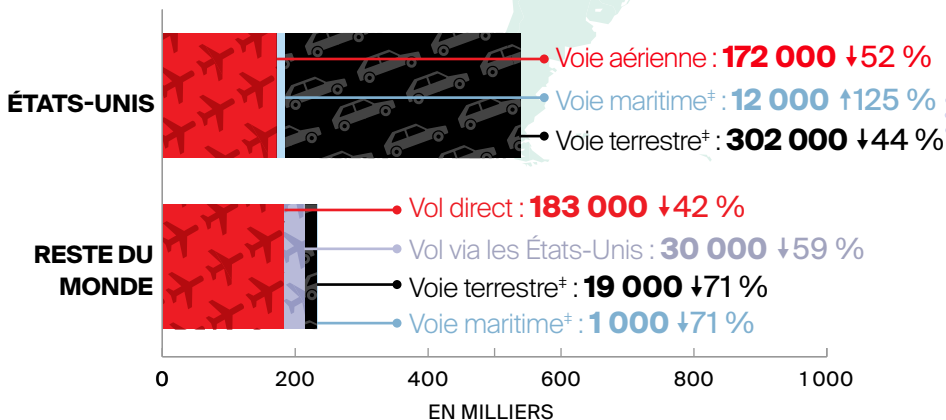 ÉTATS-UNIS
Voie aérienne : 172 000 ↓52 %
Voie maritime‡ : 12 000 ↑125 %
Voie terrestre‡ : 302 000 ↓44 %
RESTE DU
MONDE
Vol direct : 183 000 ↓42 %
Vol via les États-Unis : 30 000 ↓59 %
Voie terrestre‡ : 19 000 ↓71 %
Voie maritime‡ : 1 000 ↓71 %
0 200 400 600 800 1 000
EN MILLIERS